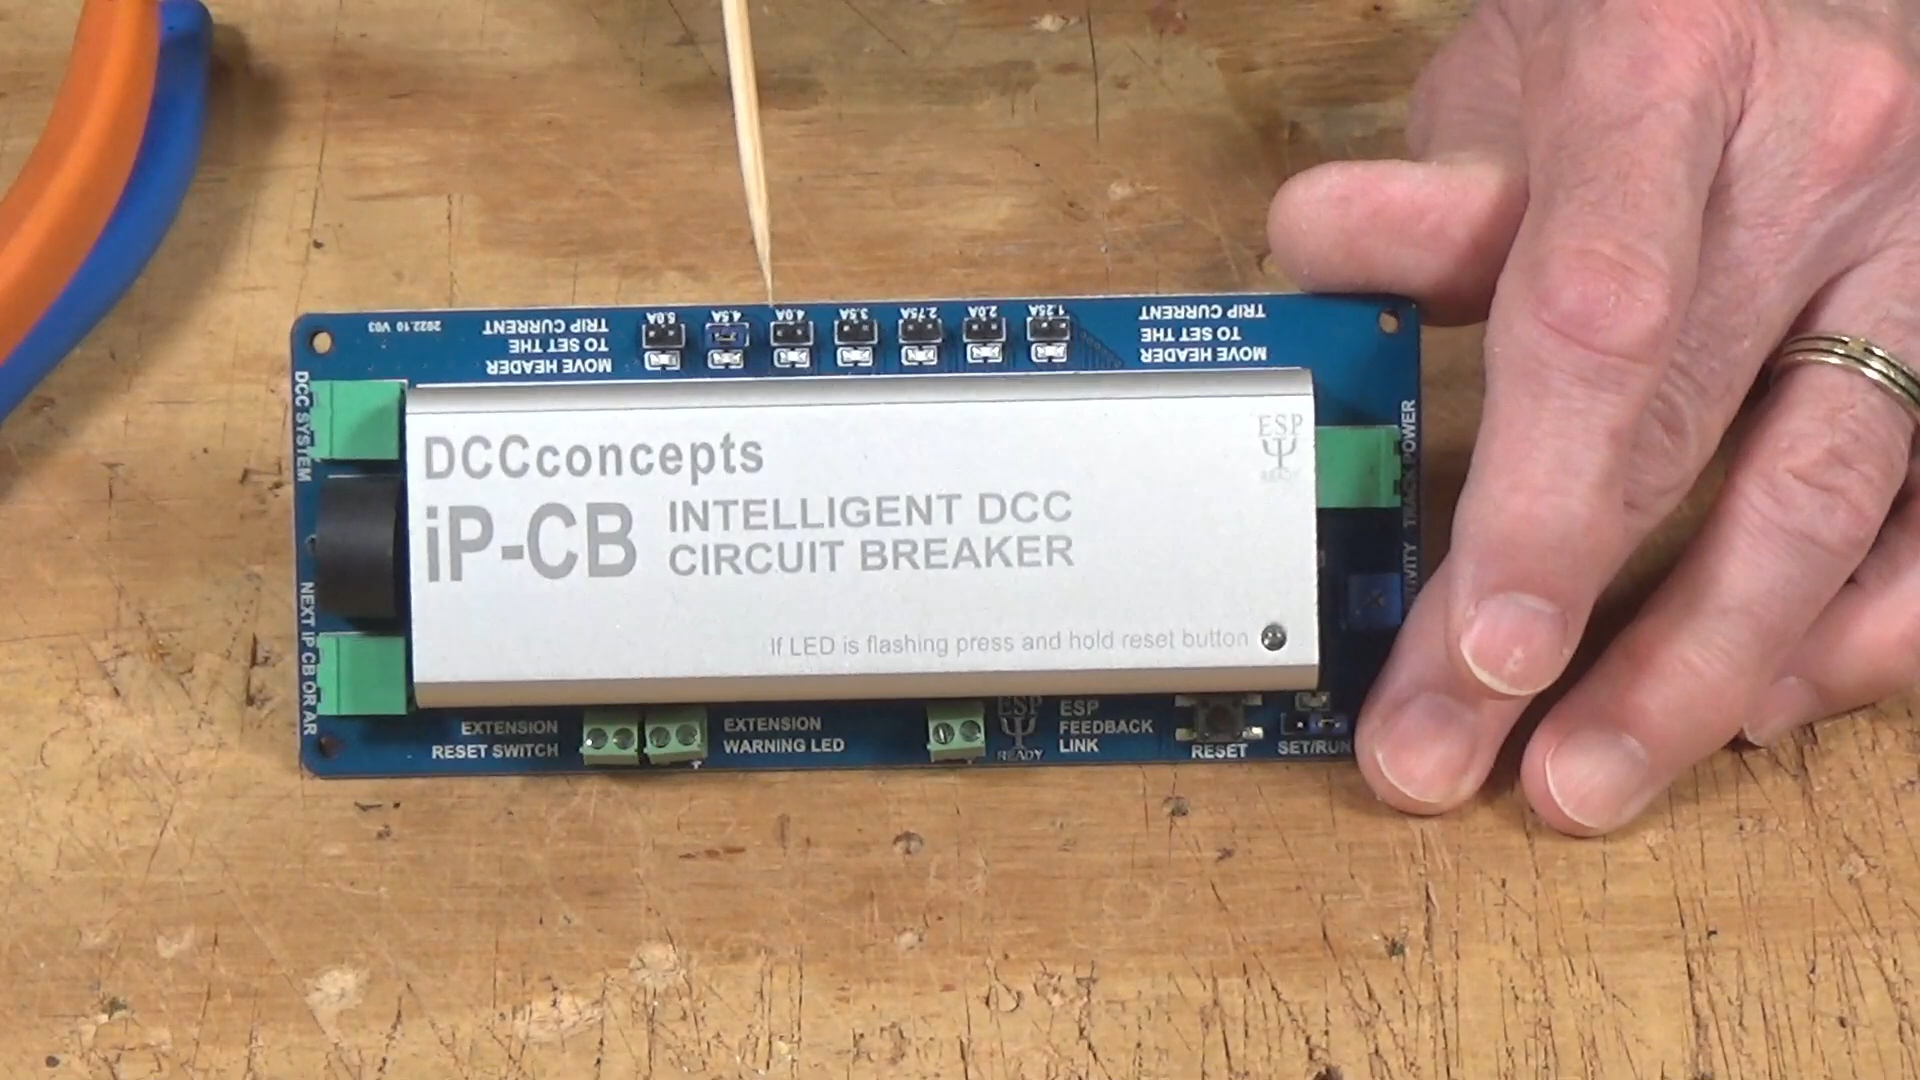 2022.10 V03
MOVE HEADER
TO SET THE
TRIP CURRENT
5.0A
4.5A
4.0A
3.5A
2.75A
2.0A
1.25A
MOVE HEADER
TO SET THE
TRIP CURRENT
DCC SYSTEM
NEXT iP CB OR AR
DCCconcepts
iP-CB
INTELLIGENT DCC
CIRCUIT BREAKER
ESP
READY
If LED is flashing press and hold reset button
TRACK POWER
EXTENSION
RESET SWITCH
EXTENSION
WARNING LED
+
ESP
READY
ESP
FEEDBACK
LINK
RESET
SET/RUN